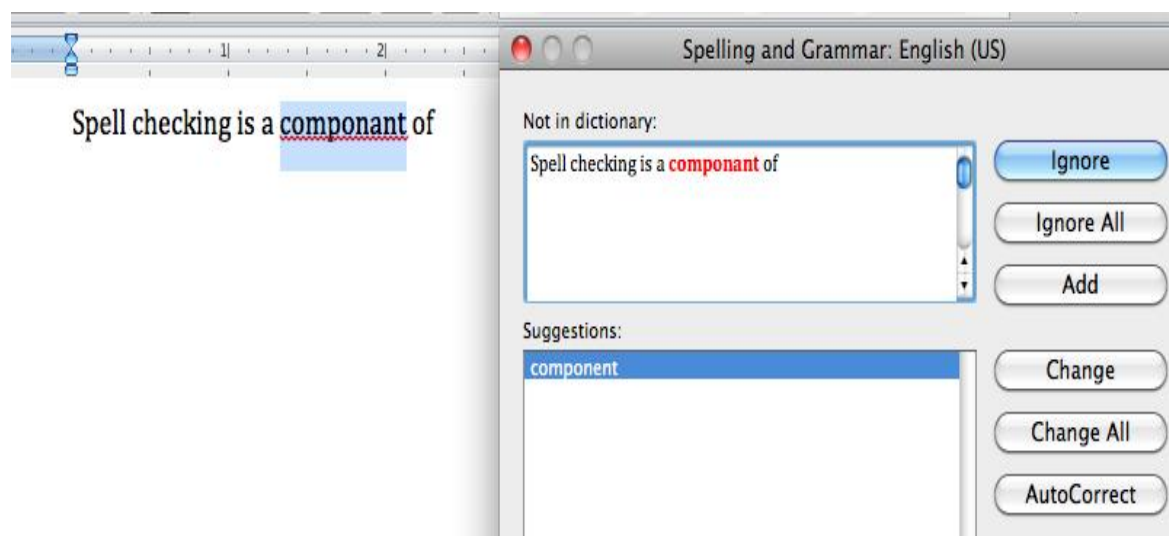 1 2
Spelling and Grammar: English (US)
Spell checking is a componant of
Not in dictionary:
Spell checking is a componant of
Ignore
Ignore All
Add
Suggestions:
component
Change
Change All
AutoCorrect